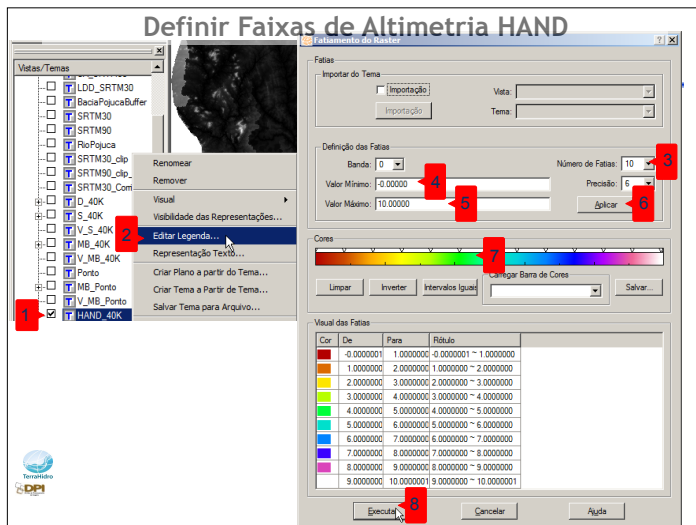 Definir Faixas de Altimetria HAND
Vistas/Temas
LDD_SRTM30
BaciaPojucaBuffer
SRTM30
SRTM90
RioPojuca
SRTM30_clip
SRTM90_clip_
SRTM30_Corri
D_40K
S_40K
V_S_40K
MB_40K
V_MB_40K
Ponto
MB_Ponto
V_MB_Ponto
1
HAND_40K
Renomear
Remover
Visual
Visibilidade das Representações...
2
Editar Legenda...
Representação Texto...
Criar Plano a partir do Tema...
Criar Tema a Partir de Tema...
Salvar Tema para Arquivo...
TerraHidro
DPI
Fatiamento do Raster
Fatias
Importar do Tema
Importação
Vista:
Importação
Tema:
Definição das Fatias
Banda: 0
Número de Fatias: 10
3
Valor Mínimo: -0.00000
4
Precisão: 6
Valor Máximo: 10.00000
5
Aplicar
6
Cores
7
Limpar
Inverter
Intervalos Iguais
Carregar Barra de Cores
Salvar...
Visual das Fatias
Cor De Para Rótulo
-0.0000001 1.0000000 -0.0000001 ~ 1.0000000
1.0000000 2.0000000 1.0000000 ~ 2.0000000
2.0000000 3.0000000 2.0000000 ~ 3.0000000
3.0000000 4.0000000 3.0000000 ~ 4.0000000
4.0000000 5.0000000 4.0000000 ~ 5.0000000
5.0000000 6.0000000 5.0000000 ~ 6.0000000
6.0000000 7.0000000 6.0000000 ~ 7.0000000
7.0000000 8.0000000 7.0000000 ~ 8.0000000
8.0000000 9.0000000 8.0000000 ~ 9.0000000
9.0000000 10.0000001 9.0000000 ~ 10.0000001
Executa
8
Cancelar
Ajuda